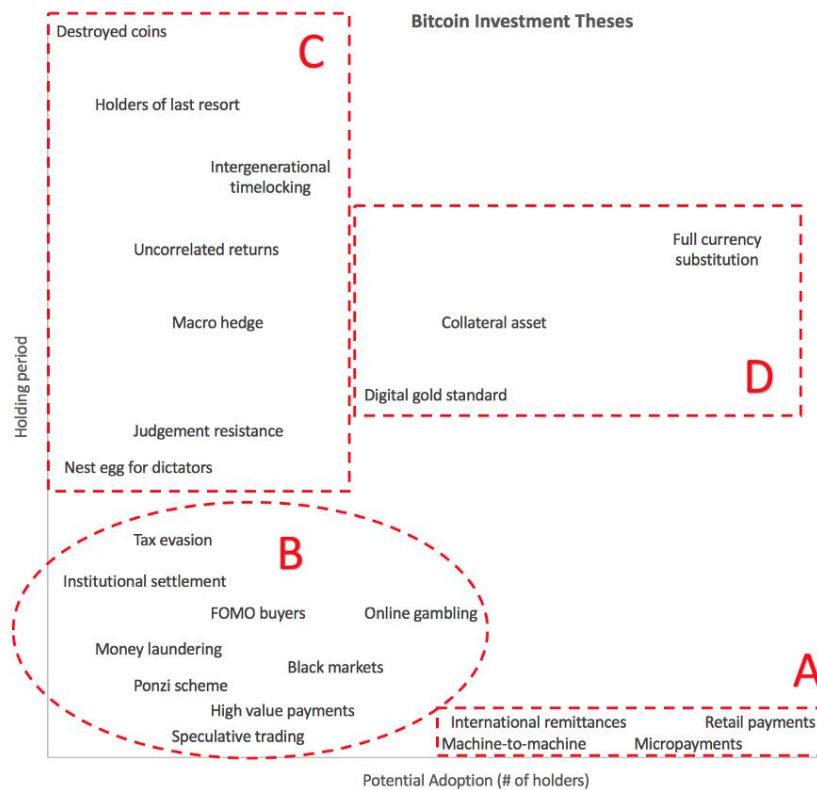 Bitcoin Investment Theses
Destroyed coins
C
Holders of last resort
Intergenerational
timelocking
Uncorrelated returns
Macro hedge
Judgement resistance
Nest egg for dictators
Full currency
substitution
Collateral asset
D
Digital gold standard
Holding period
Tax evasion
B
Institutional settlement
FOMO buyers
Online gambling
Money laundering
Black markets
Ponzi scheme
High value payments
Speculative trading
A
International remittances
Retail payments
Machine-to-machine
Micropayments
Potential Adoption (# of holders)